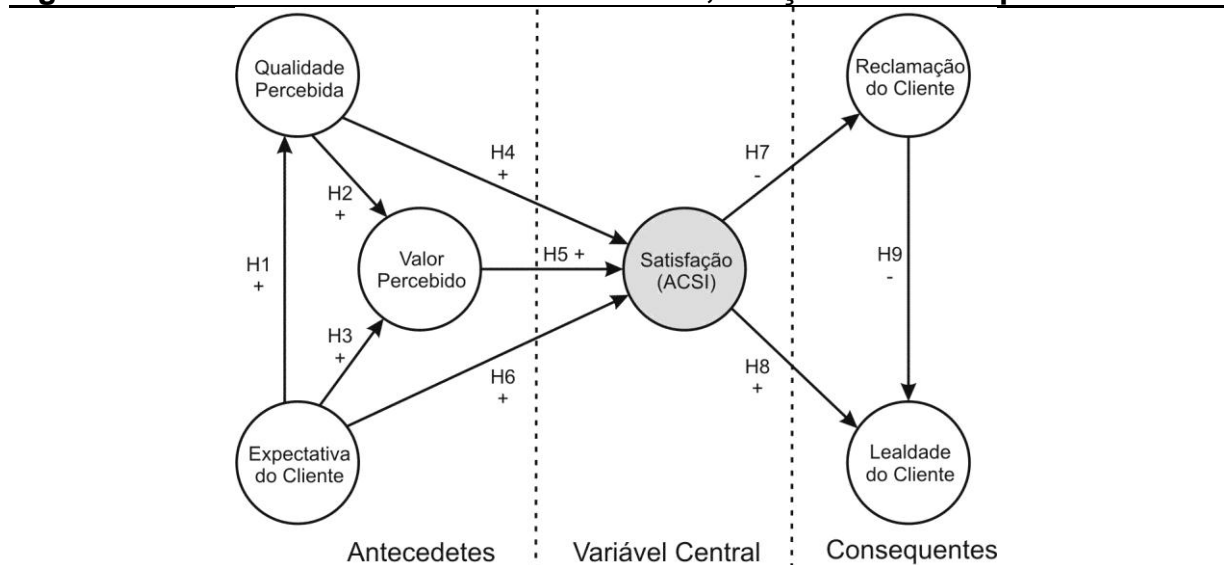 Qualidade
Percebida
Reclamação
do Cliente
H4
+
H7
-
H2
+
H1
+
Valor
Percebido
H5 +
Satisfação
(ACSI)
H9
-
H3
+
H6
+
H8
+
Expectativa
do Cliente
Lealdade
do Cliente
Antecedetes
Variável Central
Consequentes